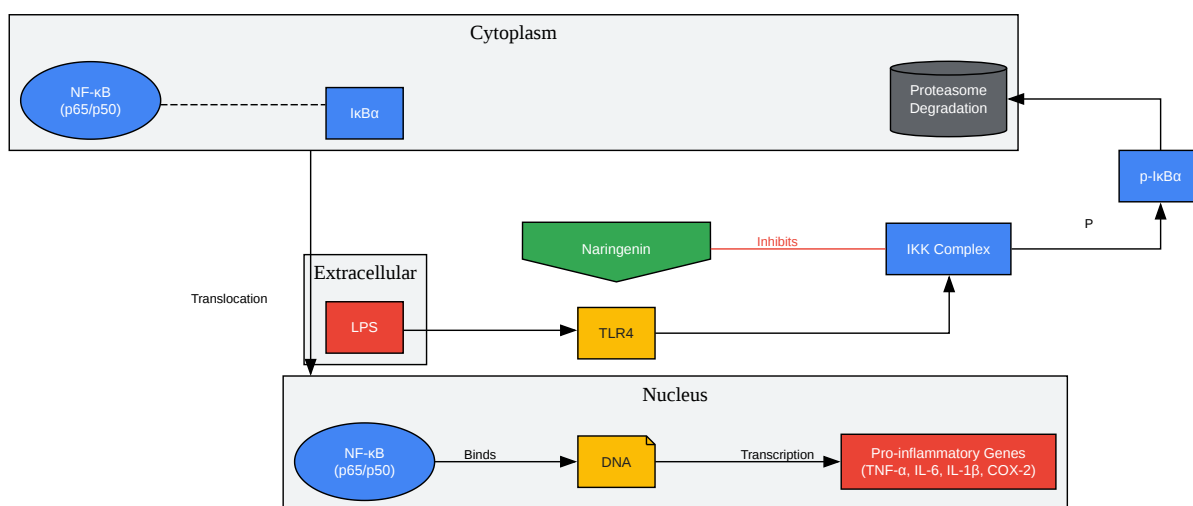 Cytoplasm
NF-κB
(p65/p50)
IκBα
Proteasome
Degradation
p-IκBα
P
Naringenin
Inhibits
IKK Complex
Extracellular
Translocation
LPS
TLR4
Nucleus
NF-κB
(p65/p50)
Binds
DNA
Transcription
Pro-inflammatory Genes
(TNF-α, IL-6, IL-1β, COX-2)